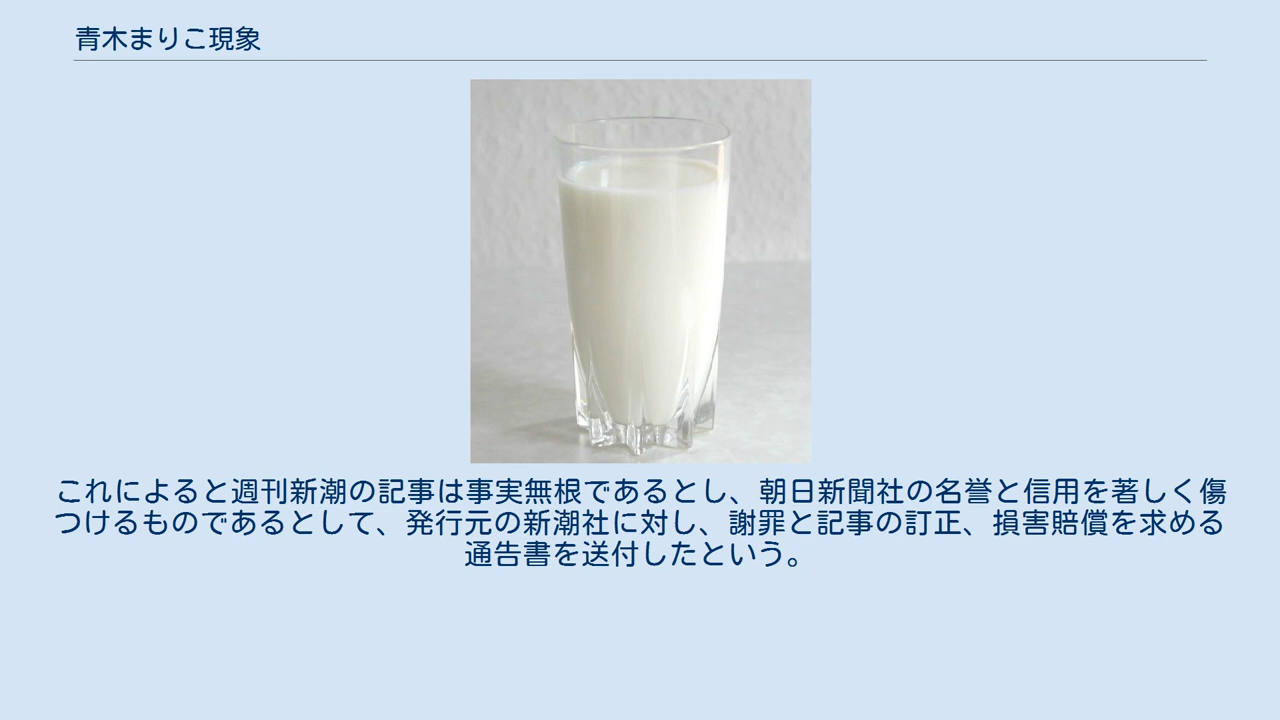 青木まりこ現象
これによると週刊新潮の記事は事実無根であるとし、朝日新聞社の名誉と信用を著しく傷
つけるものであるとして、発行元の新潮社に対し、謝罪と記事の訂正、損害賠償を求める
通告書を送付したという。